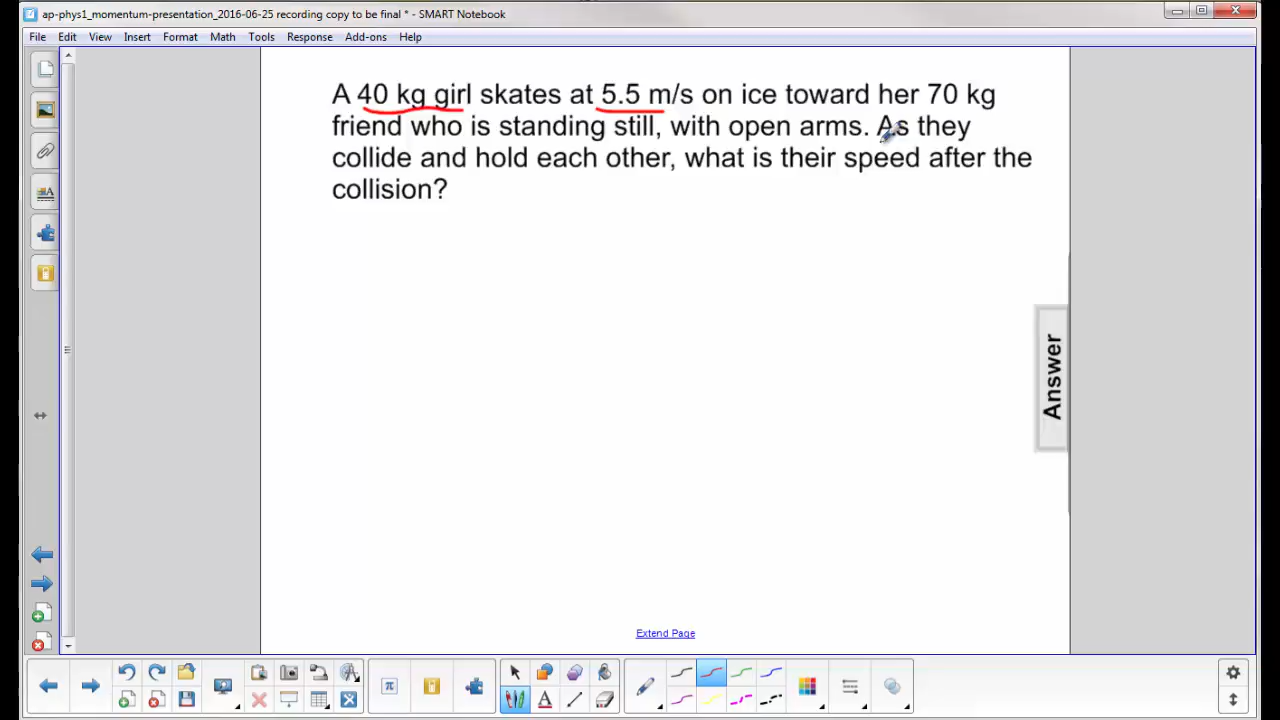 ap-phys1_momentum-presentation_2016-06-25 recording copy to be final * - SMART Notebook
File Edit View Insert Format Math Tools Response Add-ons Help
A 40 kg girl skates at 5.5 m/s on ice toward her 70 kg
friend who is standing still, with open arms. As they
collide and hold each other, what is their speed after the
collision?
Answer
Extend Page
π
A